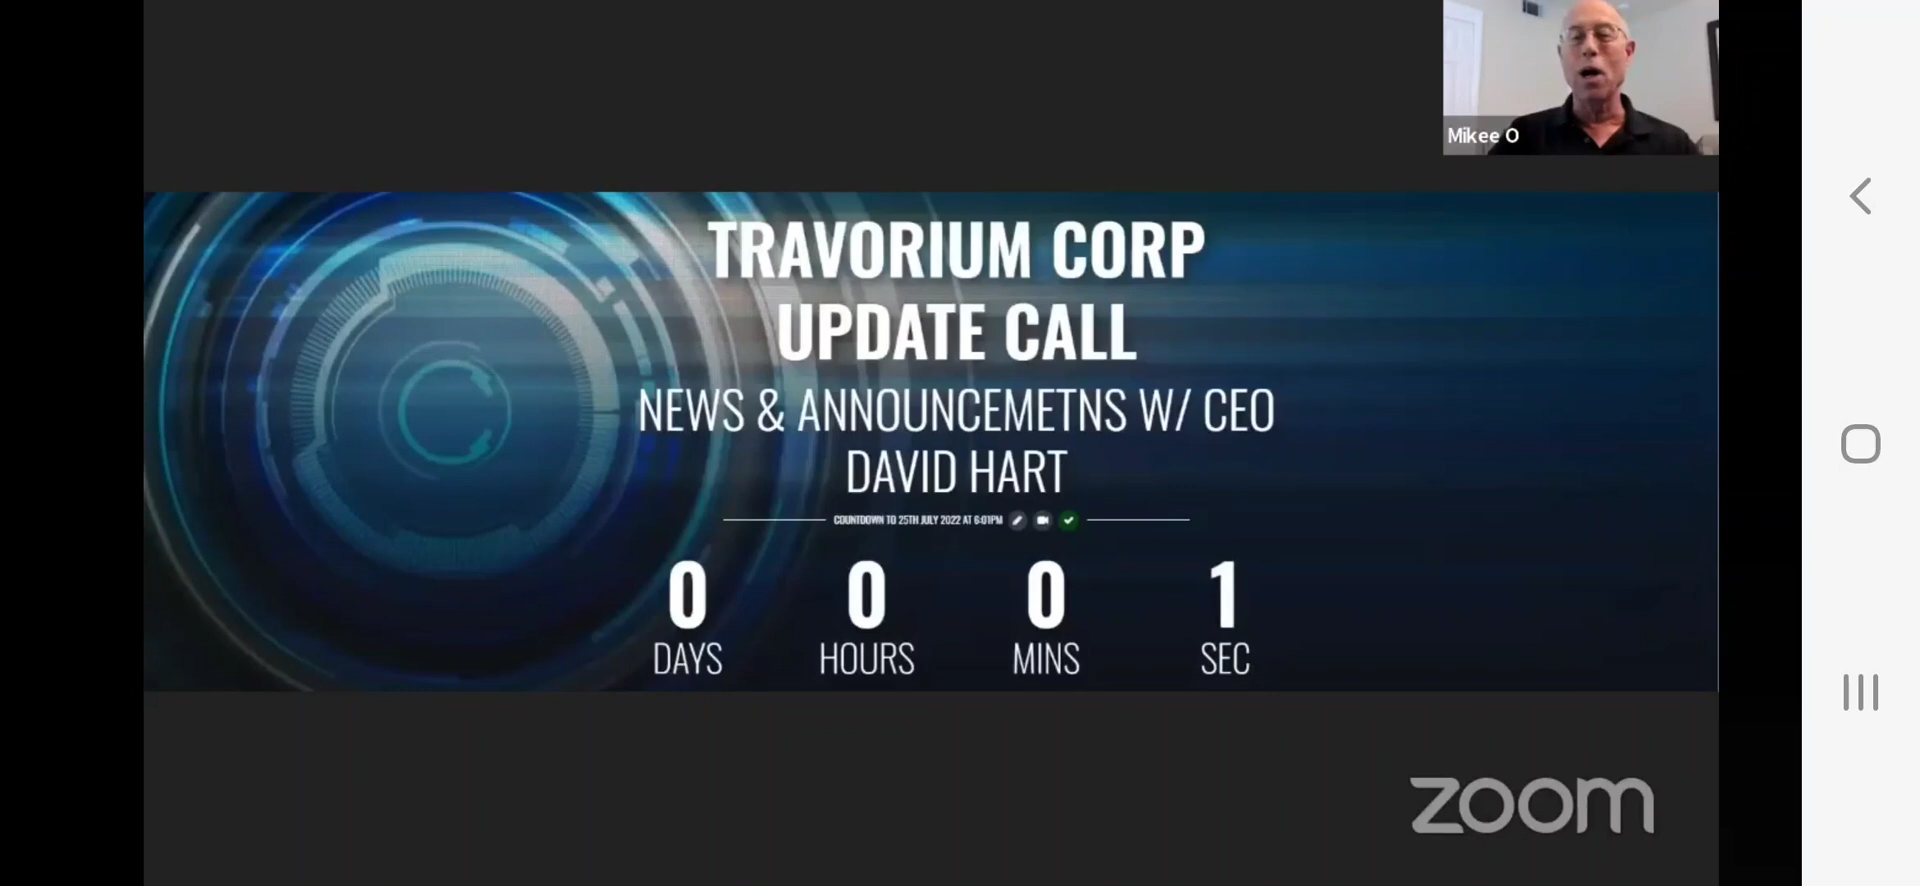 Mikee O
TRAVORIUM CORP
UPDATE CALL
NEWS & ANNOUNCEMETNS W/ CEO
DAVID HART
COUNTDOWN TO 25TH JULY 2022 AT 6:01PM
0 0 0 1
DAYS HOURS MINS SEC
zoom